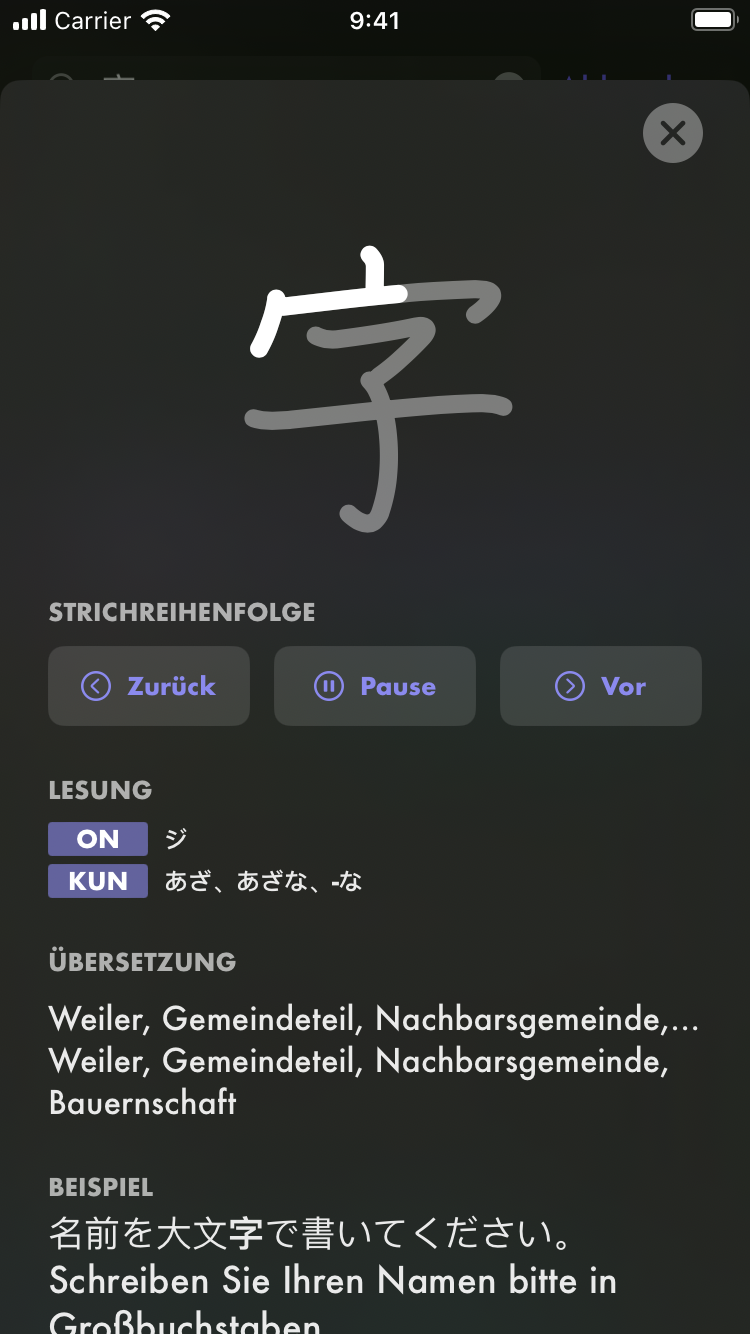 Carrier 9:41
字
STRICHREIHENFOLGE
Zurück Pause Vor
LESUNG
ON ジ
KUN あざ、あざな、-な
ÜBERSETZUNG
Weiler, Gemeindeteil, Nachbarsgemeinde,...
Weiler, Gemeindeteil, Nachbarsgemeinde,
Bauernschaft
BEISPIEL
名前を大文字で書いてください。
Schreiben Sie Ihren Namen bitte in
Großbuchstaben